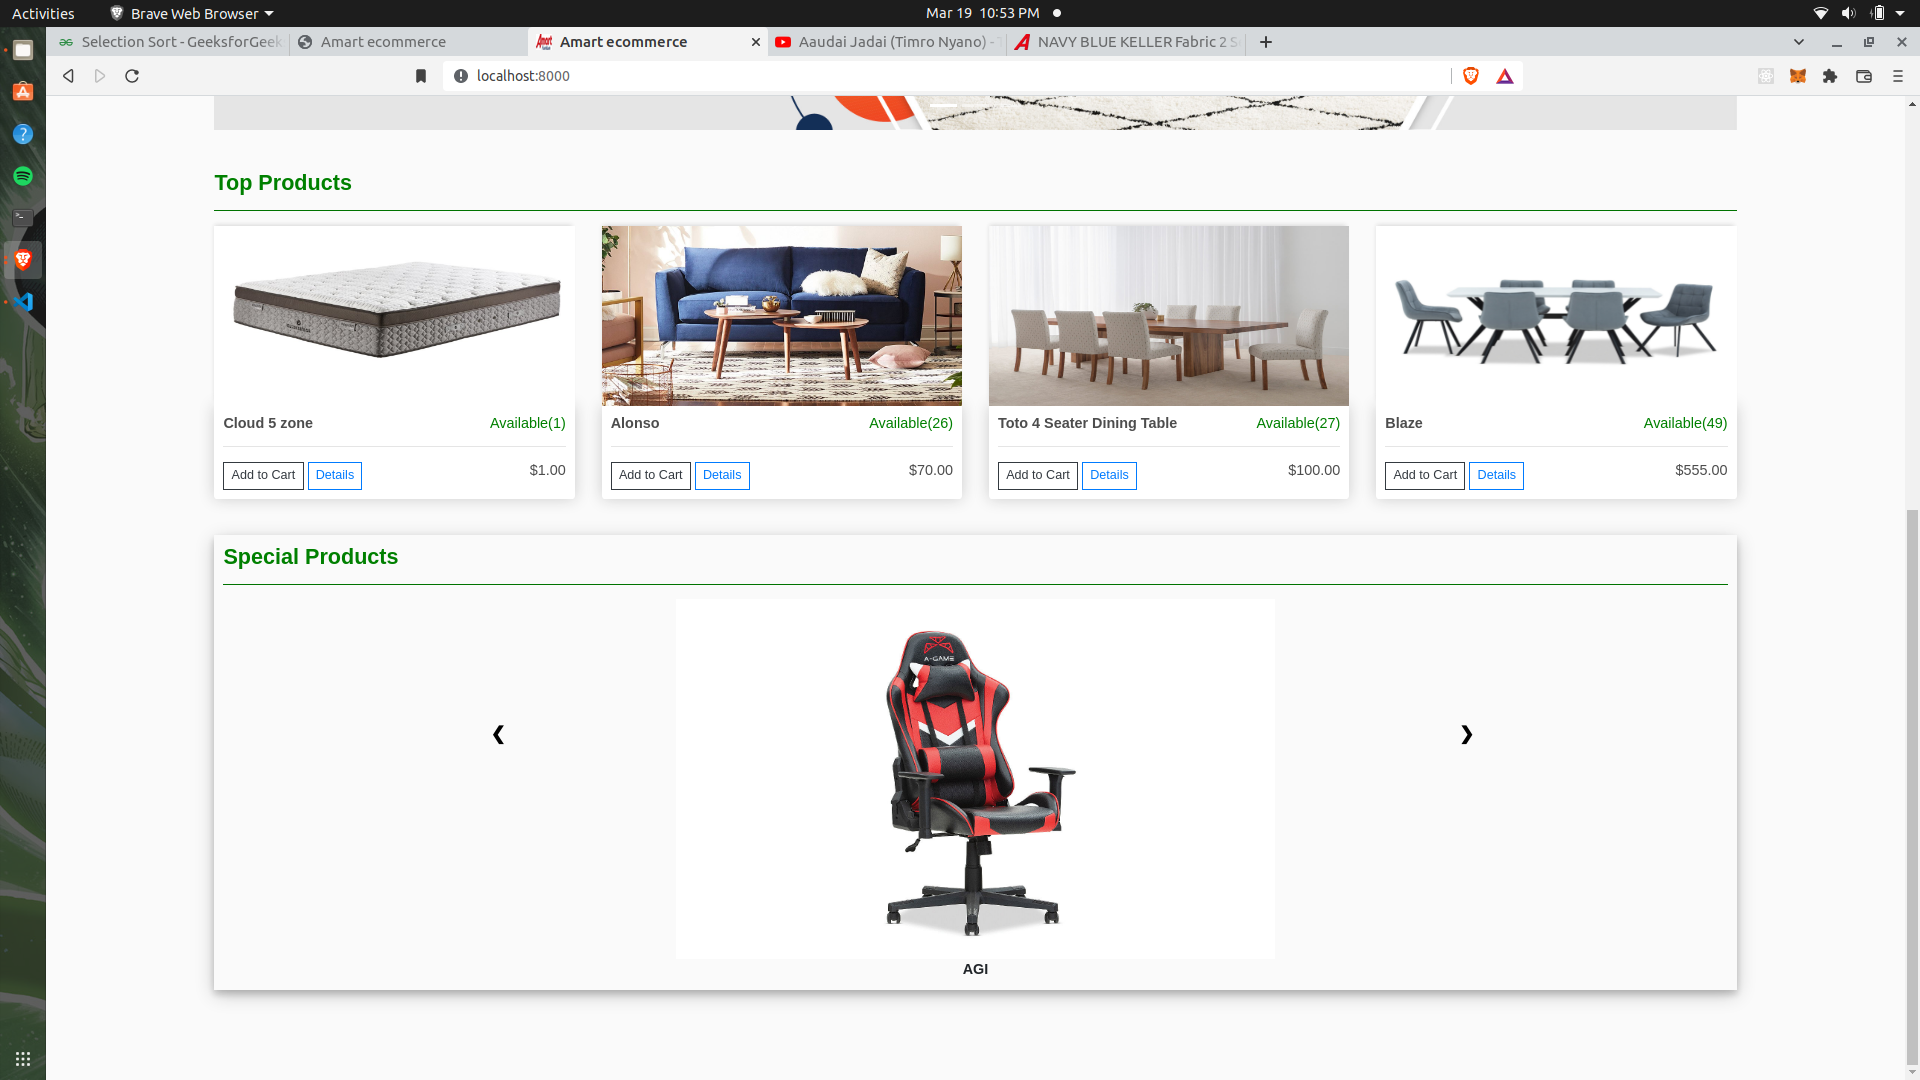 Activities
Brave Web Browser
Mar 19 10:53 PM
Selection Sort - GeeksforGeek
Amart ecommerce
Amart ecommerce
Aaudai Jadai (Timro Nyano) -
NAVY BLUE KELLER Fabric 2 S
localhost:8000
Top Products
Cloud 5 zone
Available(1)
Add to Cart
Details
$1.00
Alonso
Available(26)
Add to Cart
Details
$70.00
Toto 4 Seater Dining Table
Available(27)
Add to Cart
Details
$100.00
Blaze
Available(49)
Add to Cart
Details
$555.00
Special Products
A-GAME
AGI